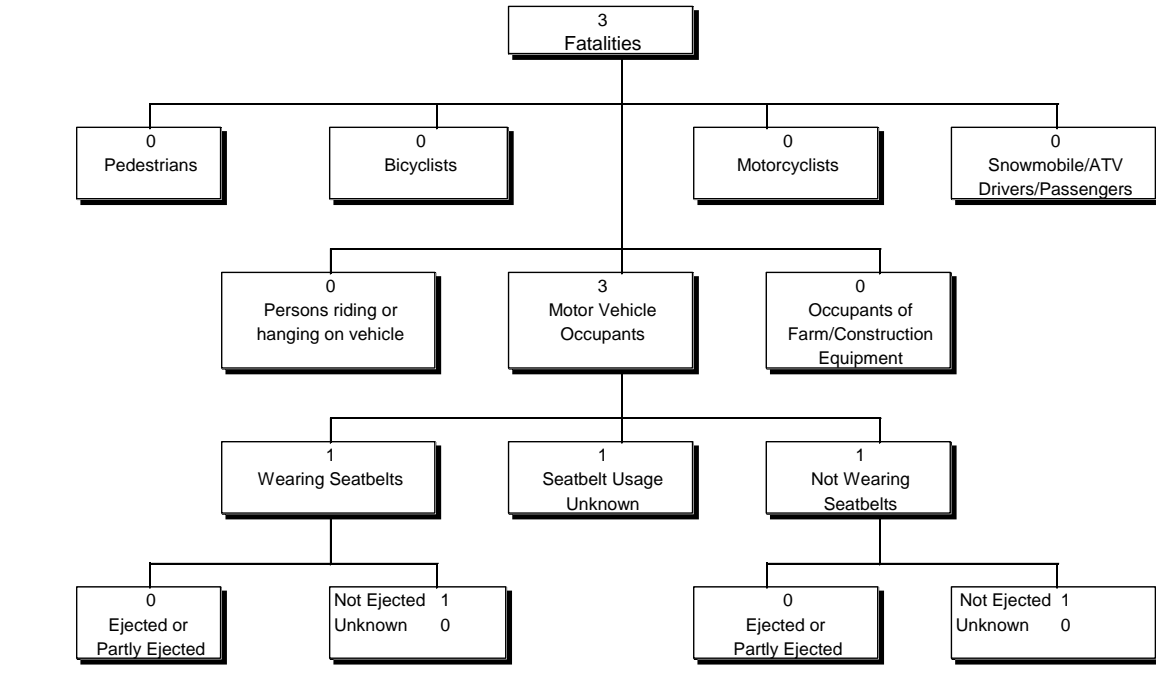 3
Fatalities
0
Pedestrians
0
Bicyclists
0
Motorcyclists
0
Snowmobile/ATV
Drivers/Passengers
0
Persons riding or
hanging on vehicle
3
Motor Vehicle
Occupants
0
Occupants of
Farm/Construction
Equipment
1
Wearing Seatbelts
1
Seatbelt Usage
Unknown
1
Not Wearing
Seatbelts
0
Ejected or
Partly Ejected
Not Ejected 1
Unknown 0
0
Ejected or
Partly Ejected
Not Ejected 1
Unknown 0